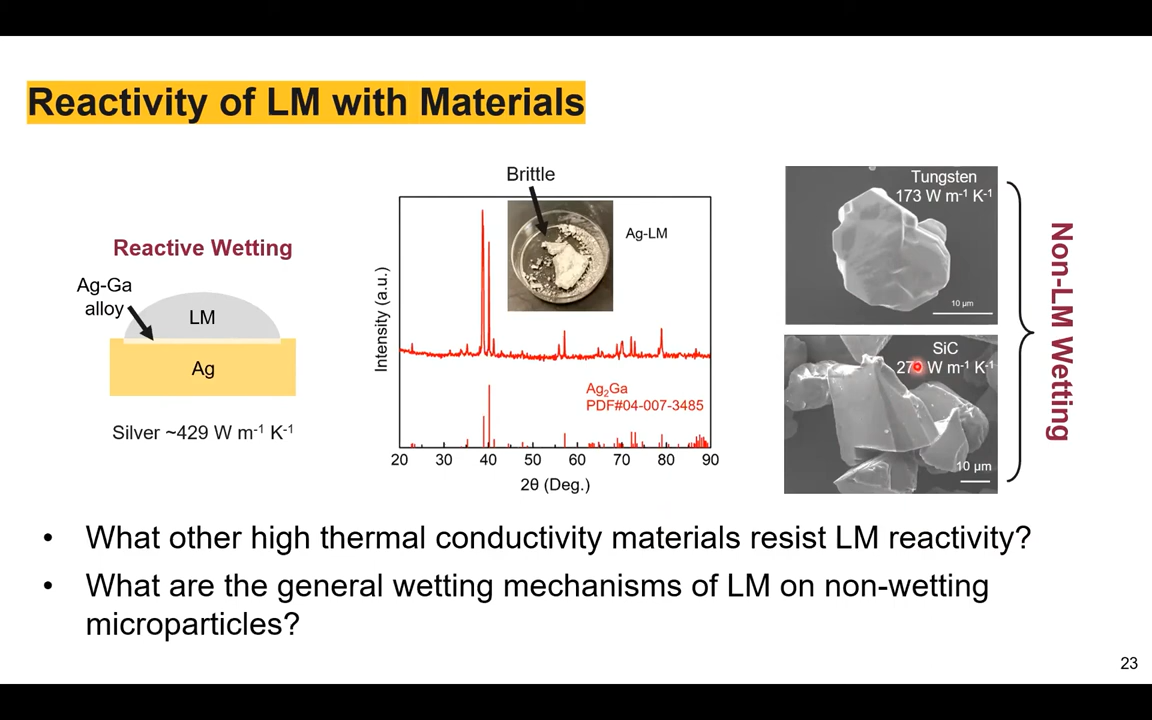 Reactivity of LM with Materials
Reactive Wetting
Ag-Ga
alloy
LM
Ag
Silver ~429 W m⁻¹ K⁻¹
Brittle
Ag-LM
Intensity (a.u.)
Ag₂Ga
PDF#04-007-3485
20 30 40 50 60 70 80 90
2θ (Deg.)
Tungsten
173 W m⁻¹ K⁻¹
10 µm
SiC
W m⁻¹ K⁻¹
10 µm
Non-LM Wetting
• What other high thermal conductivity materials resist LM reactivity?
• What are the general wetting mechanisms of LM on non-wetting
microparticles?
23